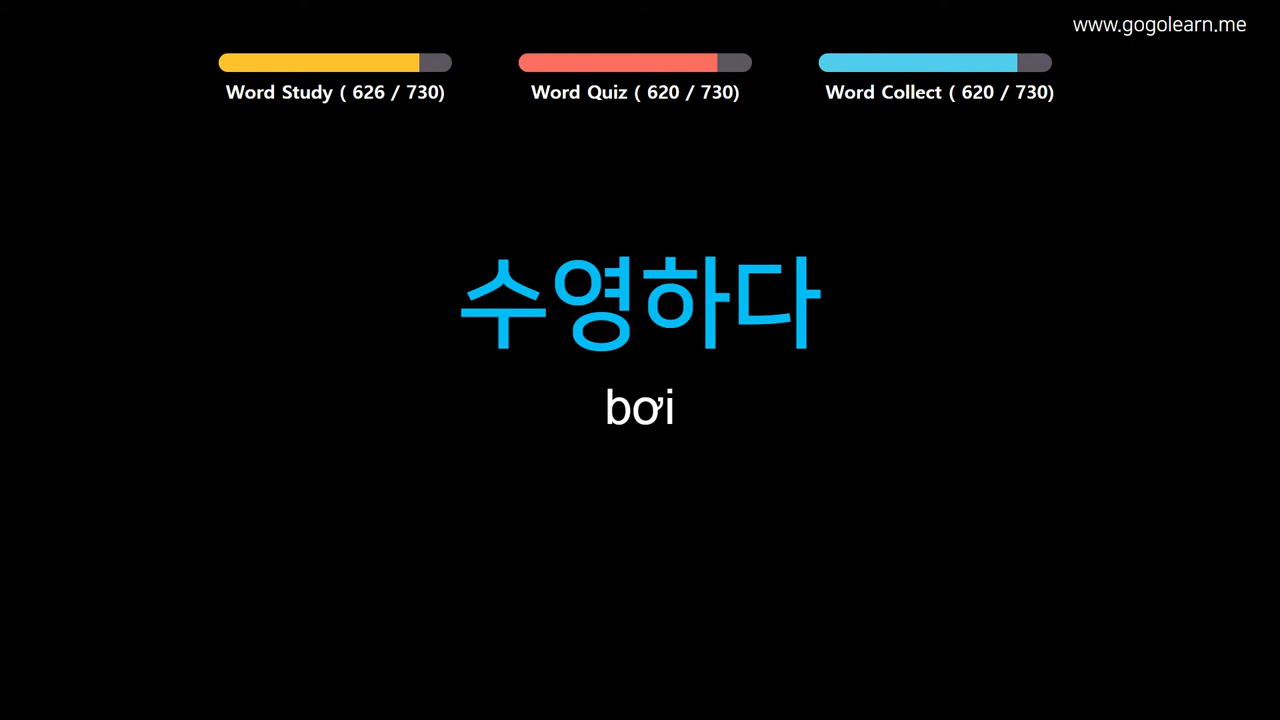 www.gogolearn.me
Word Study ( 626 / 730)
Word Quiz ( 620 / 730)
Word Collect ( 620 / 730)
수영하다
bơi